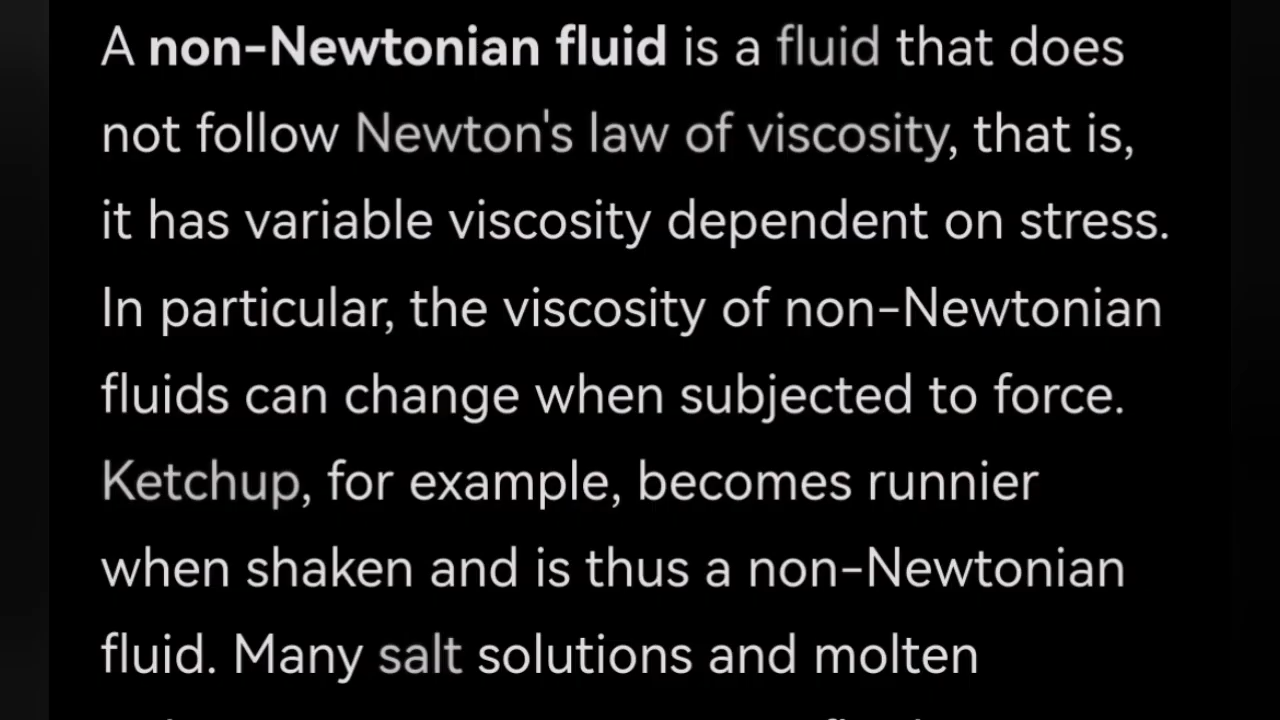 A non-Newtonian fluid is a fluid that does
not follow Newton's law of viscosity, that is,
it has variable viscosity dependent on stress.
In particular, the viscosity of non-Newtonian
fluids can change when subjected to force.
Ketchup, for example, becomes runnier
when shaken and is thus a non-Newtonian
fluid. Many salt solutions and molten